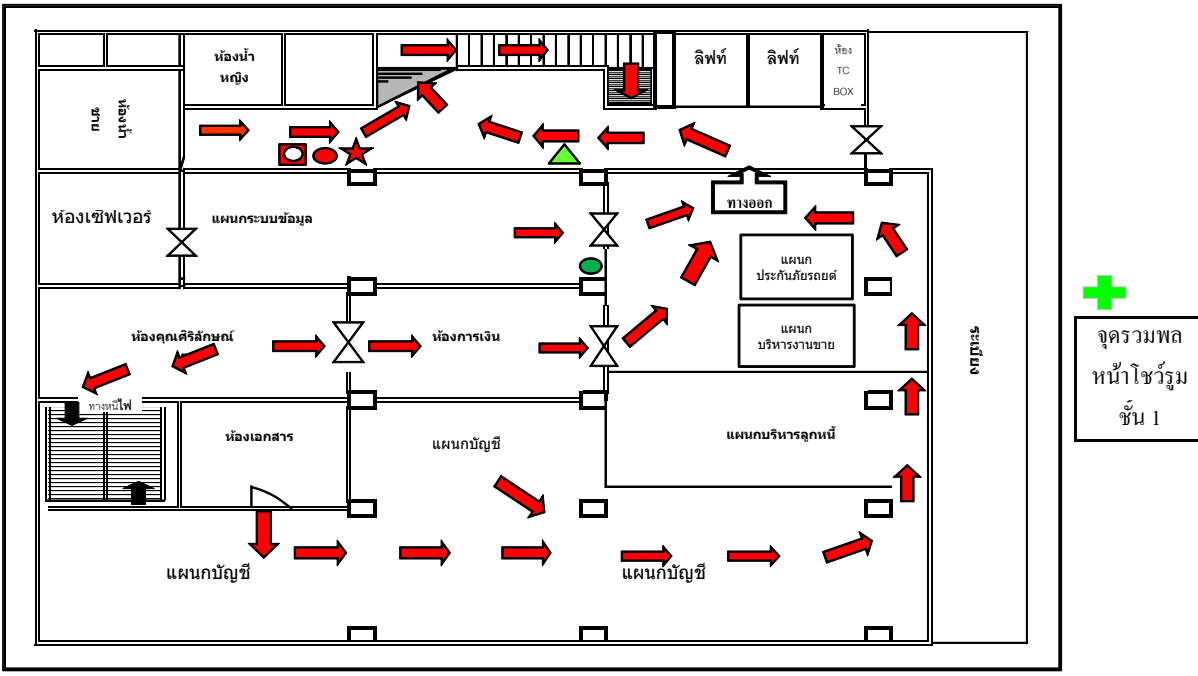 ห้องน้ำ
หญิง
ลิฟท์
ลิฟท์
ห้อง
TC
BOX
ห้องน้ำ
ชาย
ห้องเซิฟเวอร์
แผนกระบบข้อมูล
ทางออก
แผนก
ประกันภัยรถยต์
แผนก
บริหารงานขาย
ห้องคุณศิริลักษณ์
ห้องการเงิน
ระเบียง
จุดรวมพล
หน้าโชว์รูม
ชั้น 1
ทางหนีไฟ
ห้องเอกสาร
แผนกบัญชี
แผนกบริหารลูกหนี้
แผนกบัญชี
แผนกบัญชี